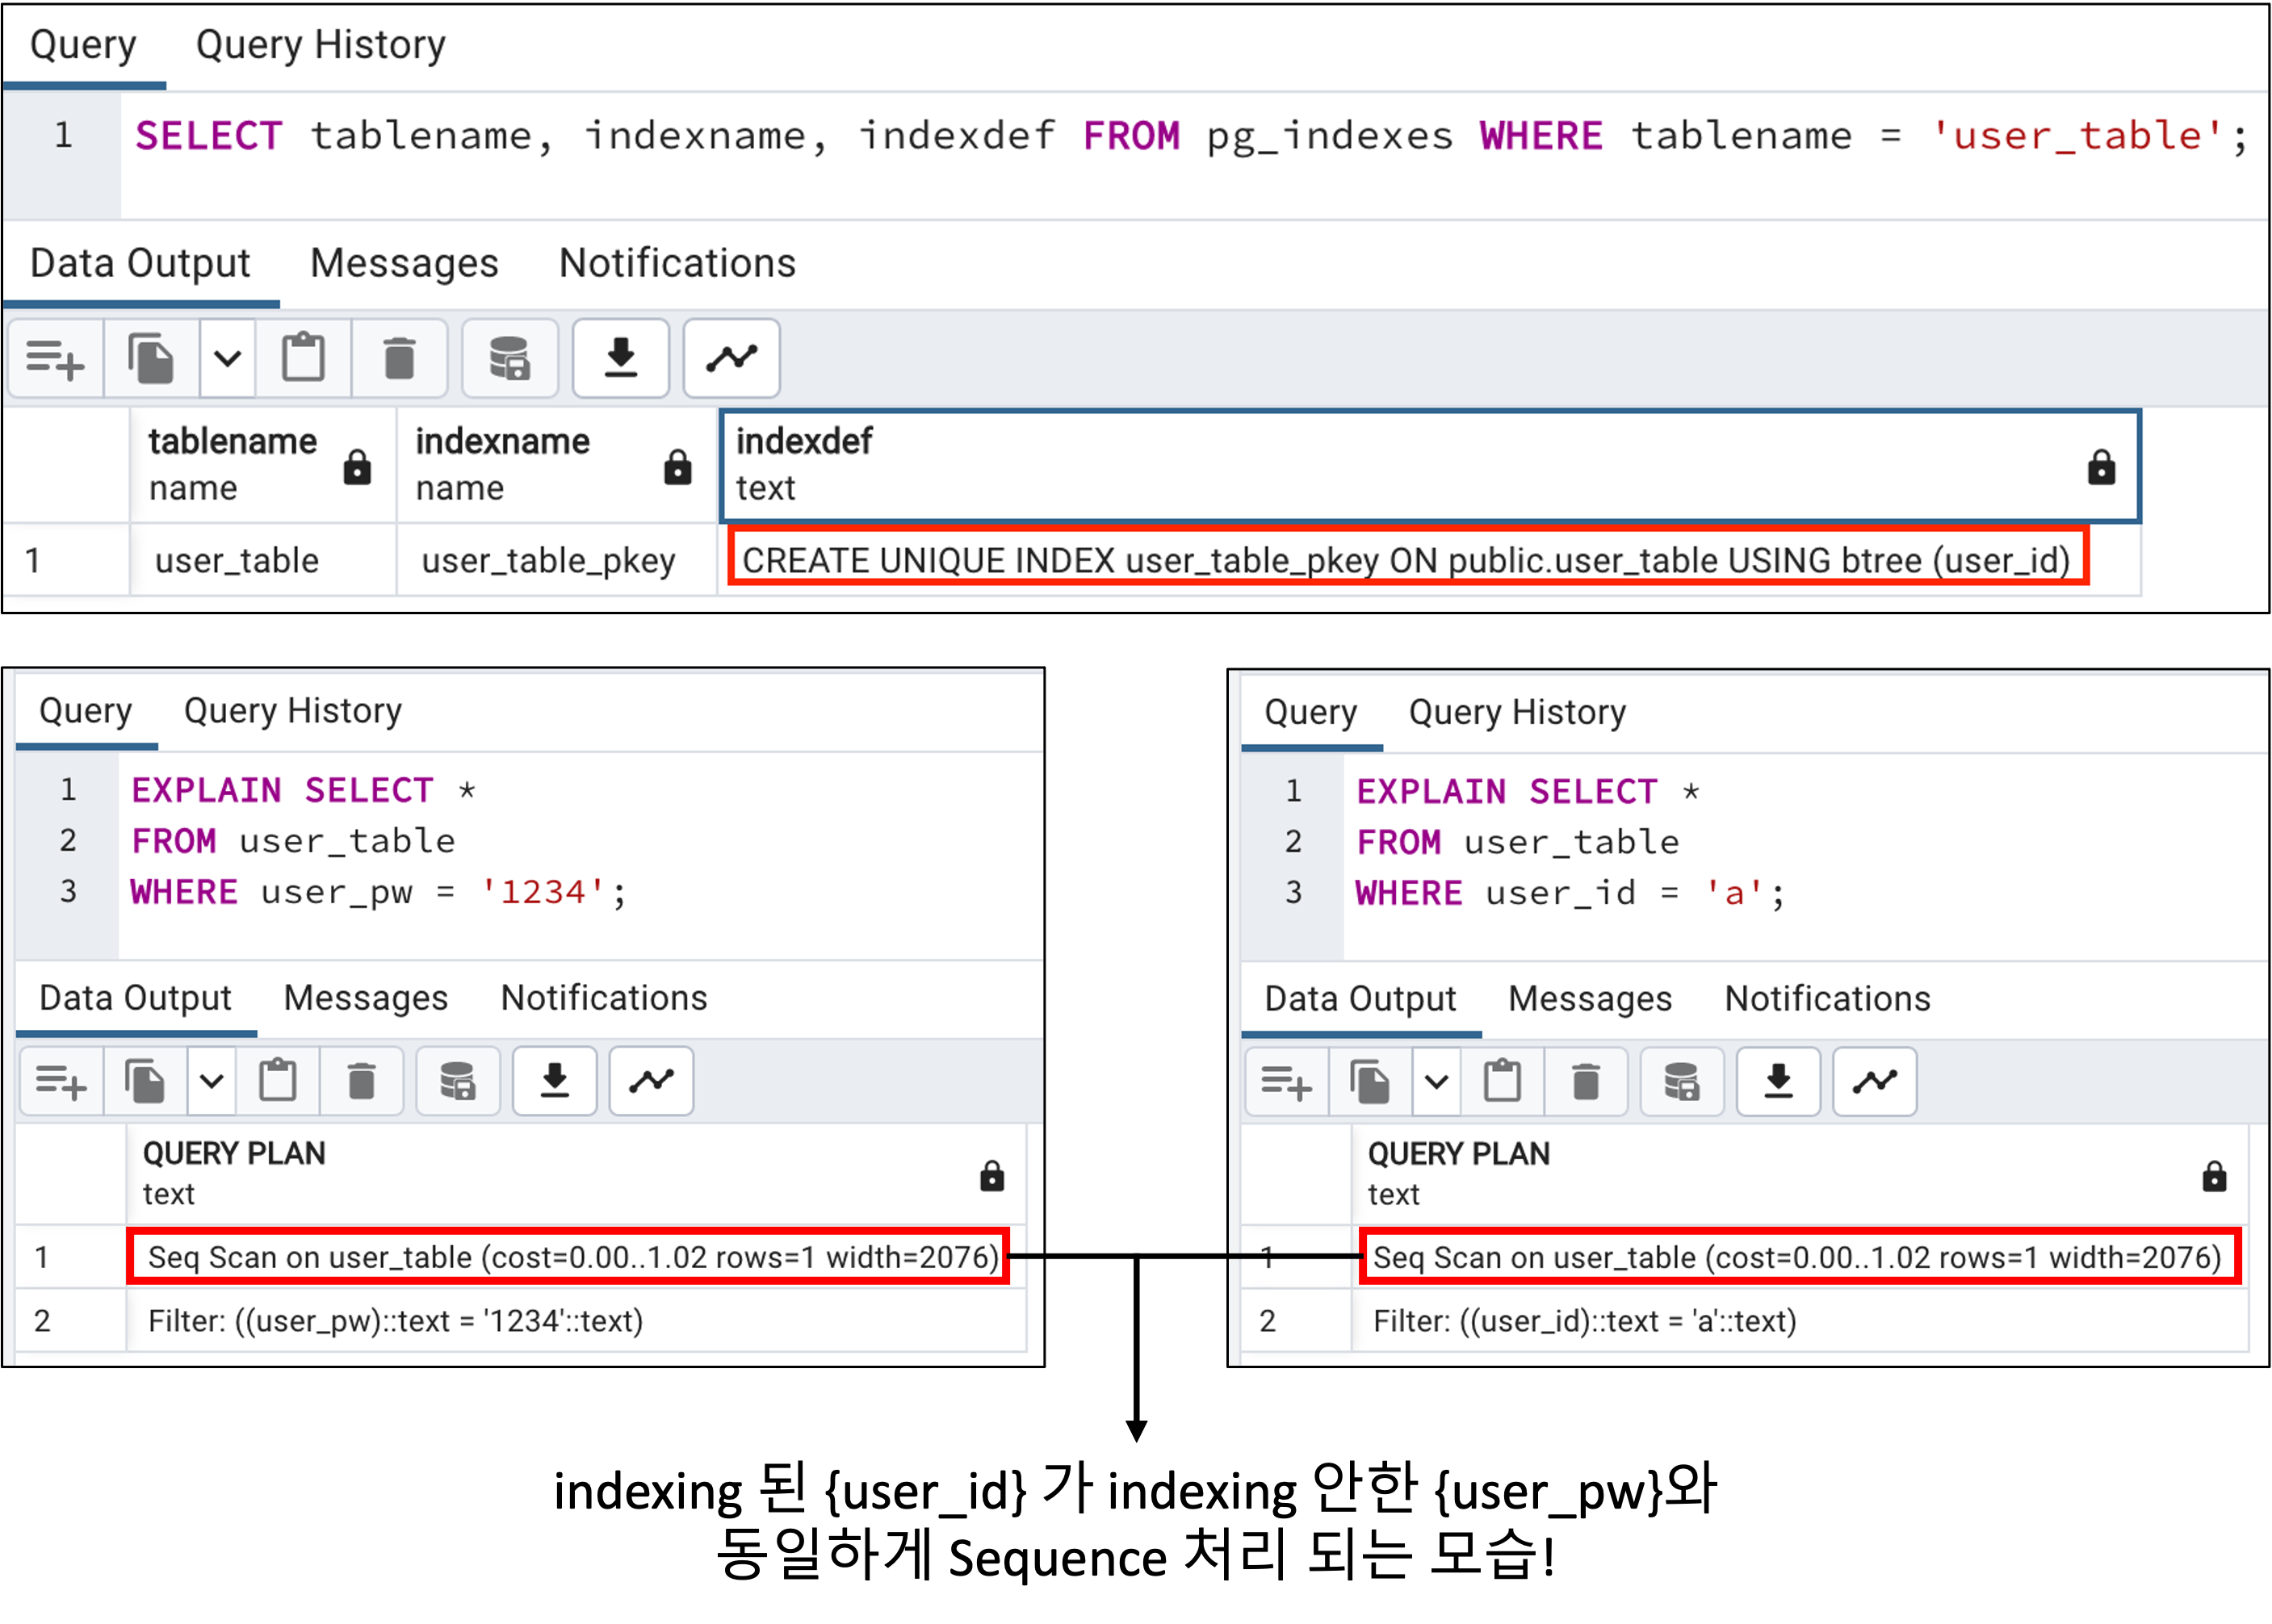 Query Query History
1 SELECT tablename, indexname, indexdef FROM pg_indexes WHERE tablename = 'user_table';
Data Output Messages Notifications
tablename indexname indexdef
name name text
1 user_table user_table_pkey CREATE UNIQUE INDEX user_table_pkey ON public.user_table USING btree (user_id)
Query Query History
1 EXPLAIN SELECT *
2 FROM user_table
3 WHERE user_pw = '1234';
Data Output Messages Notifications
QUERY PLAN
text
1 Seq Scan on user_table (cost=0.00..1.02 rows=1 width=2076)
2 Filter: ((user_pw)::text = '1234'::text)
Query Query History
1 EXPLAIN SELECT *
2 FROM user_table
3 WHERE user_id = 'a';
Data Output Messages Notifications
QUERY PLAN
text
1 Seq Scan on user_table (cost=0.00..1.02 rows=1 width=2076)
2 Filter: ((user_id)::text = 'a'::text)
indexing 된 {user_id} 가 indexing 안한 {user_pw}와
동일하게 Sequence 처리 되는 모습!